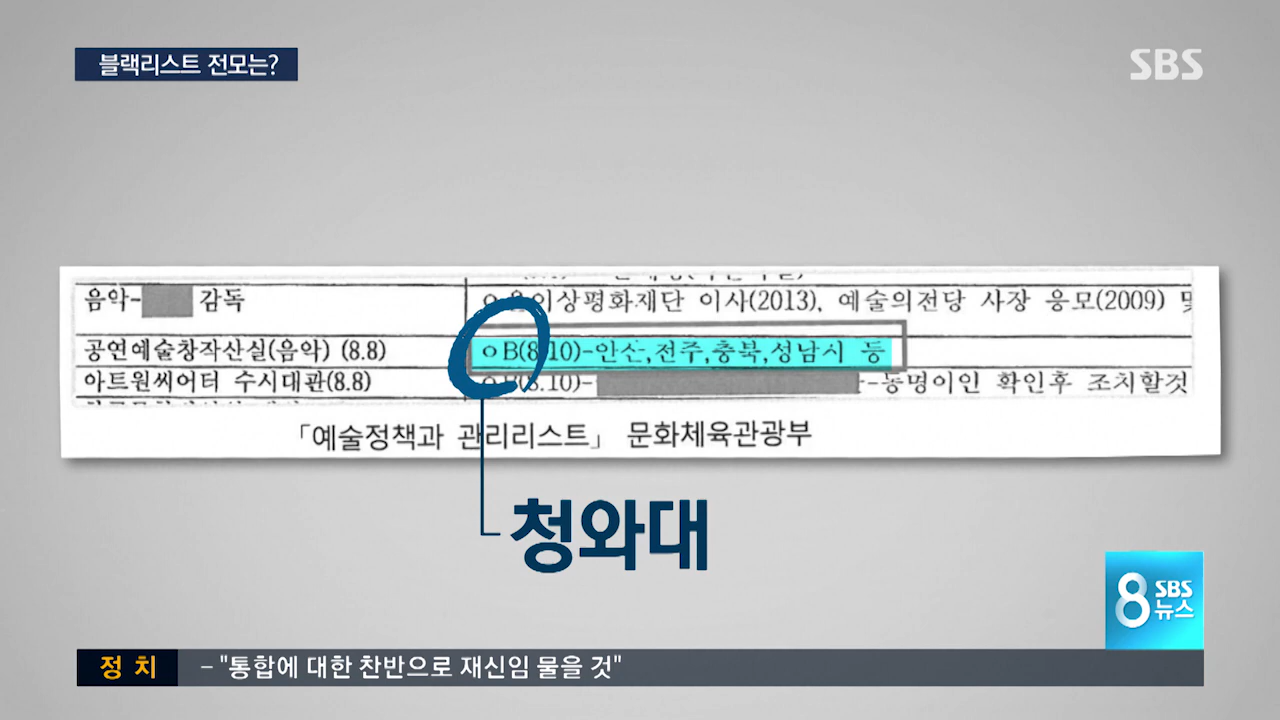 블랙리스트 전모는?
SBS
음악- 감독
이상평화재단 이사(2013), 예술의전당 사장 응모(2009) 및
공연예술창작산실(음악) (8.8)
ㅇB(8.10)-안산,전주,충북,성남시 등
아트원씨어터 수시대관(8.8)
ㅇB(8.10)- -동명이인 확인후 조치할것
「예술정책과 관리리스트」 문화체육관광부
청와대
8 SBS 뉴스
정치 - "통합에 대한 찬반으로 재신임 물을 것"